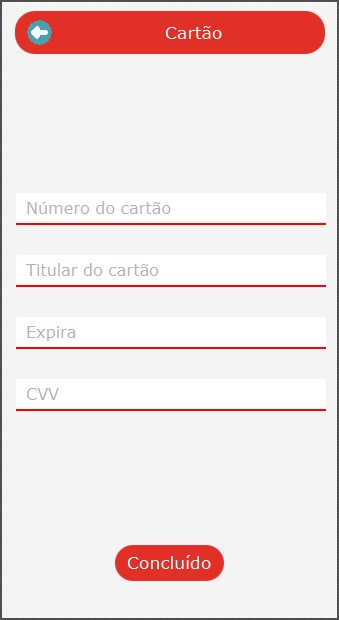 Cartão
Número do cartão
Titular do cartão
Expira
CVV
Concluído